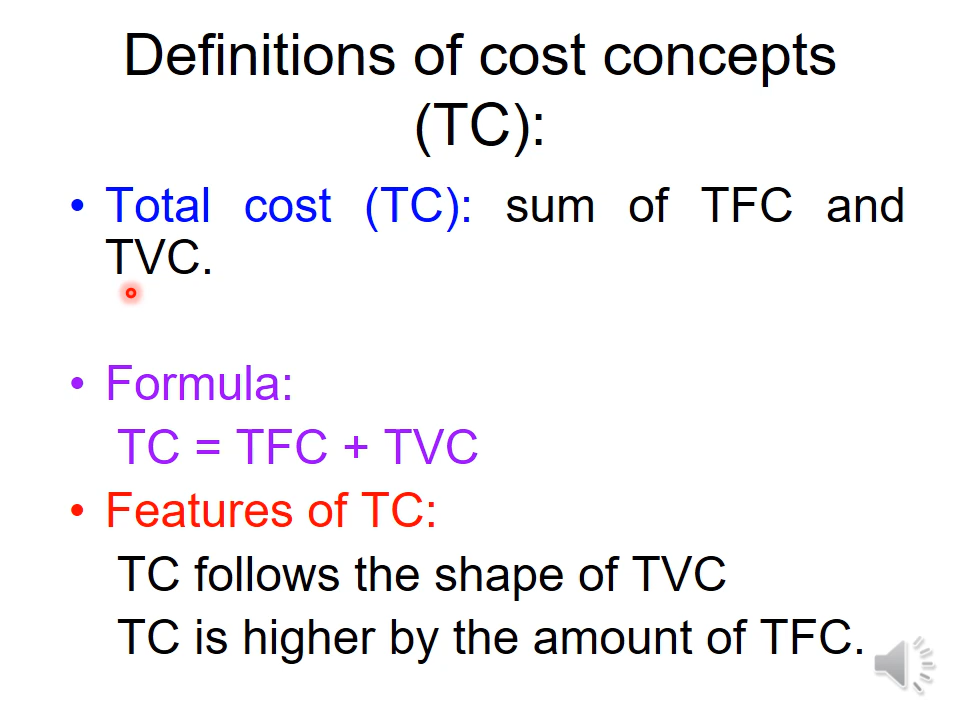 Definitions of cost concepts
(TC):
• Total cost (TC): sum of TFC and
TVC.
• Formula:
TC = TFC + TVC
• Features of TC:
TC follows the shape of TVC
TC is higher by the amount of TFC.